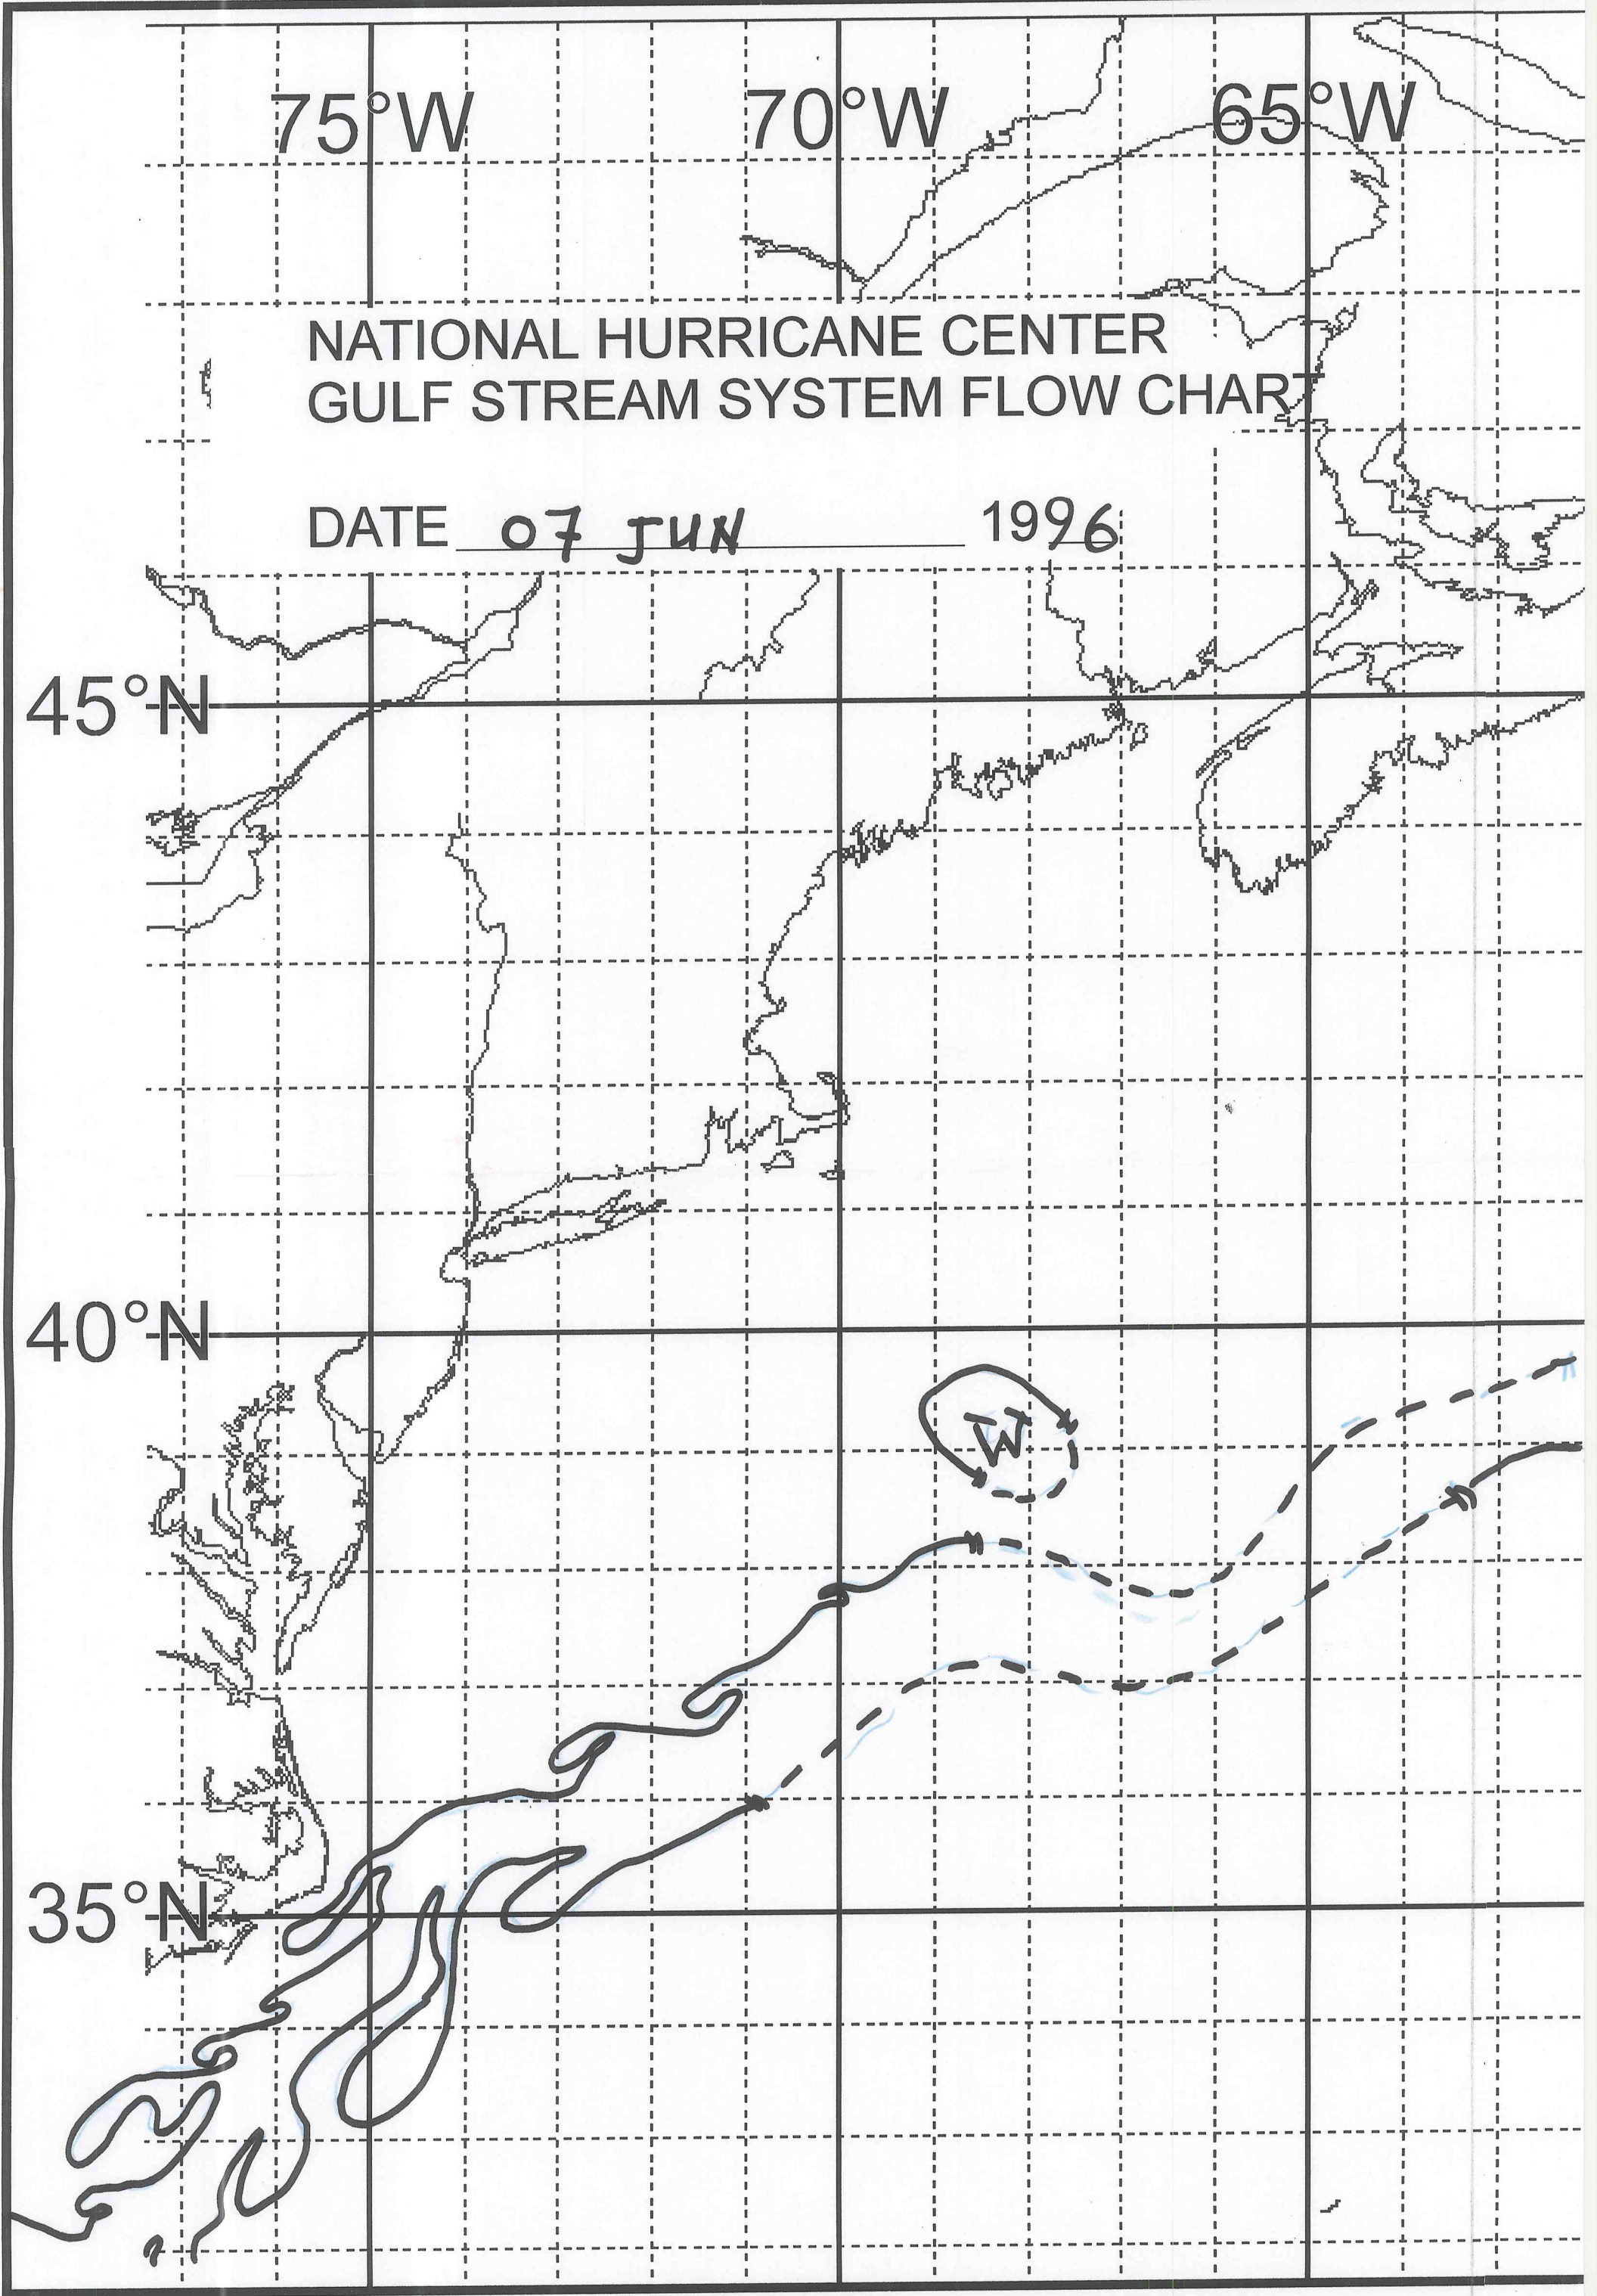 75°W 70°W 65°W
NATIONAL HURRICANE CENTER
GULF STREAM SYSTEM FLOW CHART
DATE 07 JUN 1996
45°N
40°N
W
35°N